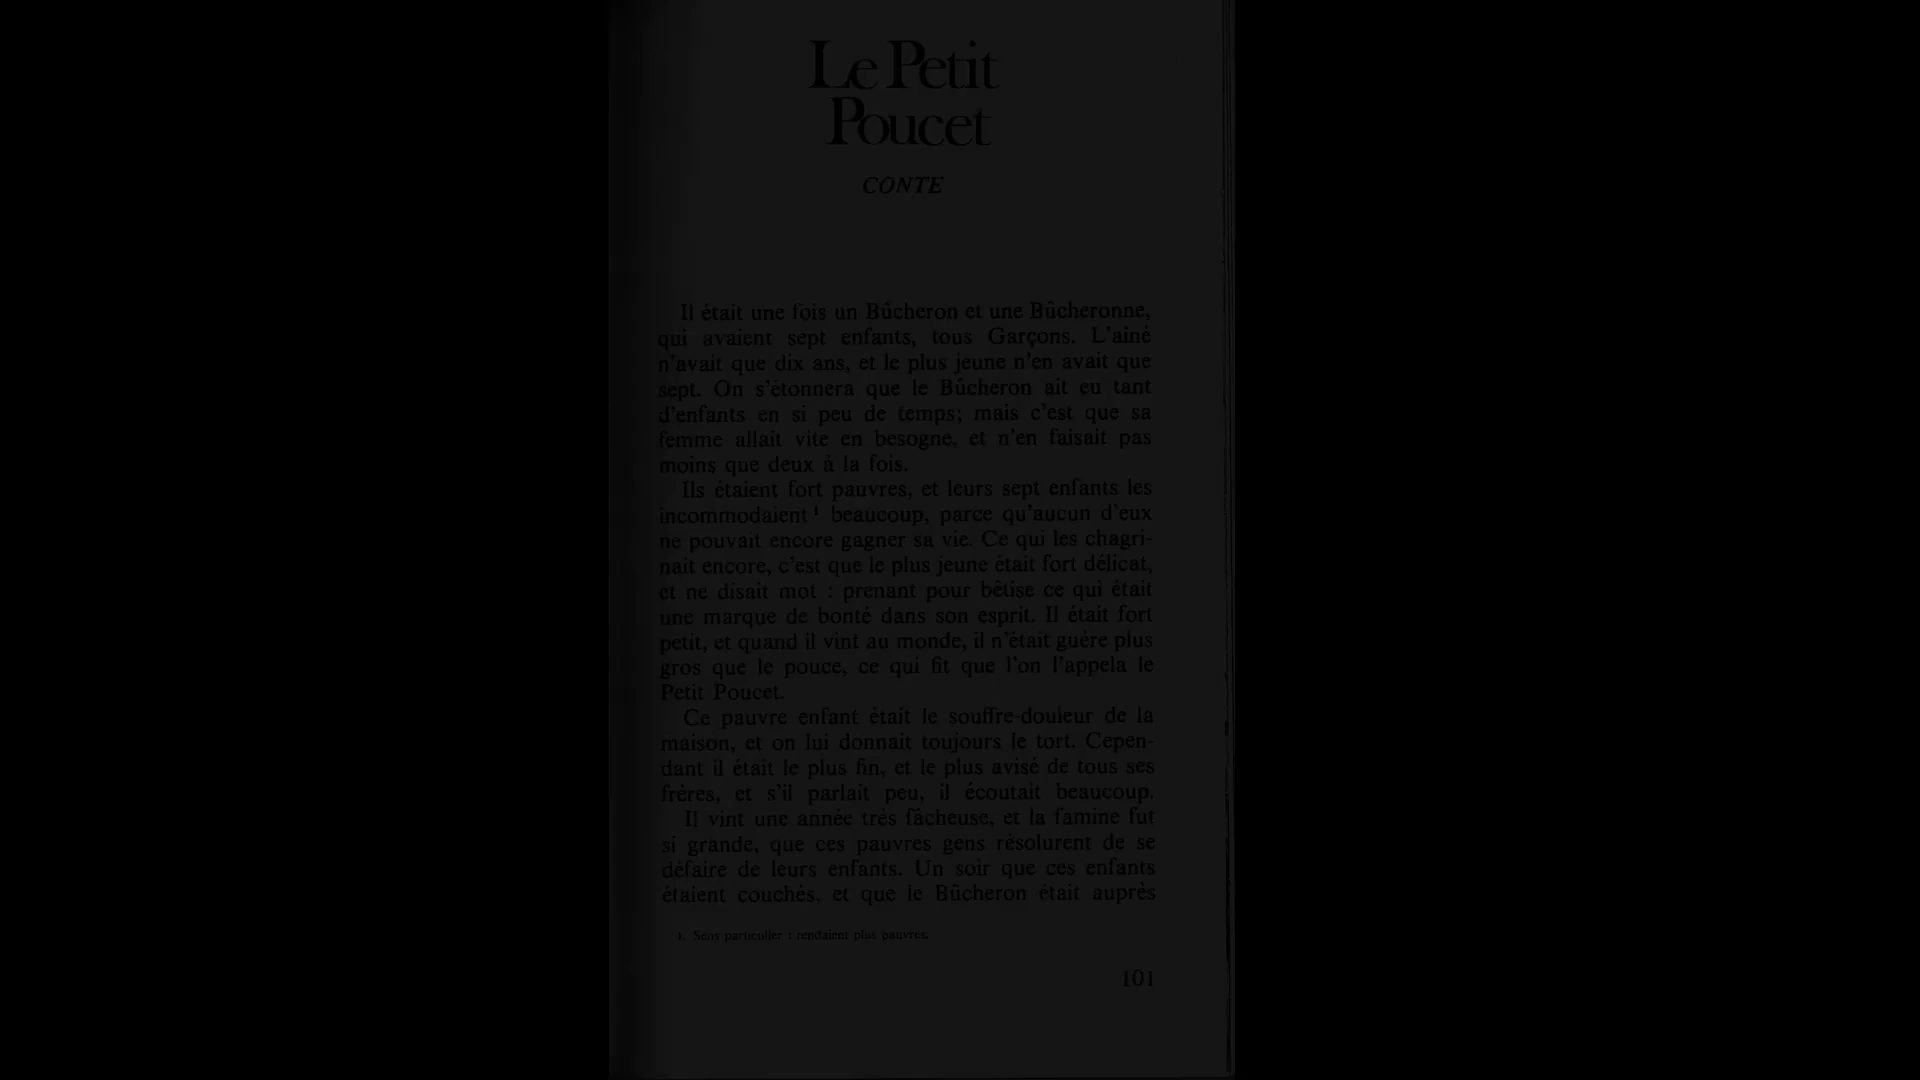 Le Petit
Poucet
CONTE
Il était une fois un Bûcheron et une Bûcheronne,
qui avaient sept enfants, tous Garçons. L'aîné
n'avait que dix ans, et le plus jeune n'en avait que
sept. On s'étonnera que le Bûcheron ait eu tant
d'enfants en si peu de temps; mais c'est que sa
femme allait vite en besogne, et n'en faisait pas
moins que deux à la fois.
Ils étaient fort pauvres, et leurs sept enfants les
incommodaient¹ beaucoup, parce qu'aucun d'eux
ne pouvait encore gagner sa vie. Ce qui les chagri-
nait encore, c'est que le plus jeune était fort délicat,
et ne disait mot : prenant pour bêtise ce qui était
une marque de bonté dans son esprit. Il était fort
petit, et quand il vint au monde, il n'était guère plus
gros que le pouce, ce qui fit que l'on l'appela le
Petit Poucet.
Ce pauvre enfant était le souffre-douleur de la
maison, et on lui donnait toujours le tort. Cepen-
dant il était le plus fin, et le plus avisé de tous ses
frères, et s'il parlait peu, il écoutait beaucoup.
Il vint une année très fâcheuse, et la famine fut
si grande, que ces pauvres gens résolurent de se
défaire de leurs enfants. Un soir que ces enfants
étaient couchés, et que le Bûcheron était auprès
1. Sens particulier : rendaient plus pauvres.
101